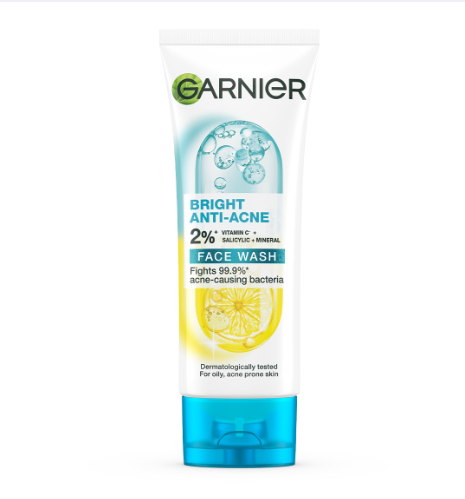 GARNIER
BRIGHT
ANTI-ACNE
2%* VITAMIN C* +
SALICYLIC + MINERAL
FACE WASH
Fights 99.9%*
acne-causing bacteria
Dermatologically tested
For oily, acne prone skin